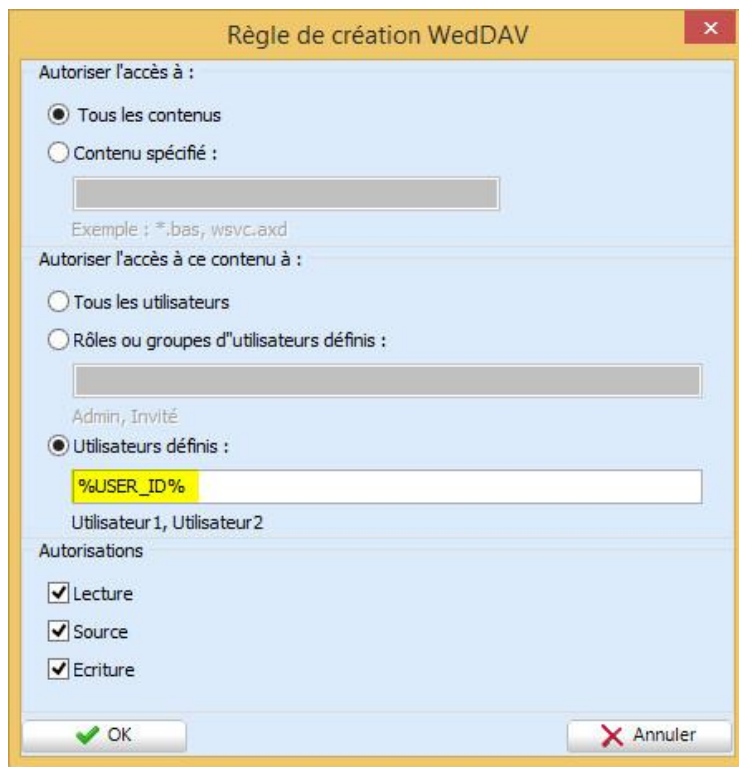 Règle de création WedDAV
Autoriser l'accès à :
Tous les contenus
Contenu spécifié :
Exemple : *.bas, wsvc.axd
Autoriser l'accès à ce contenu à :
Tous les utilisateurs
Rôles ou groupes d''utilisateurs définis :
Admin, Invité
Utilisateurs définis :
%USER_ID%
Utilisateur1, Utilisateur2
Autorisations
Lecture
Source
Ecriture
OK
Annuler